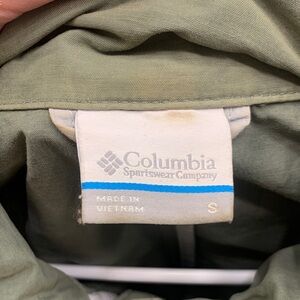 Columbia
Sportswear Company
MADE IN
VIETNAM
S